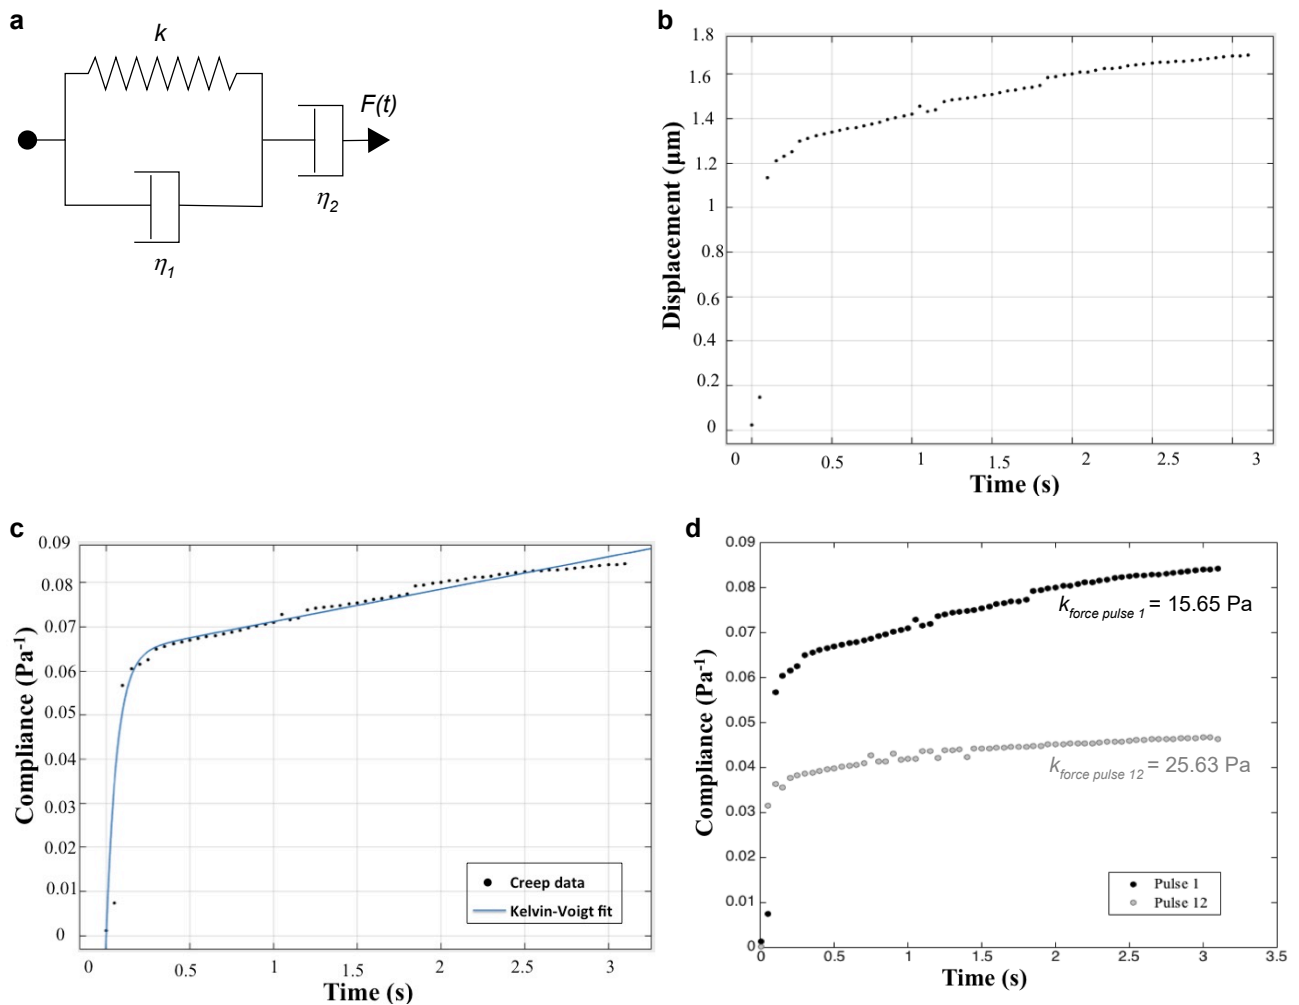 a
k
F(t)
η2
η1
b
1.8
1.6
1.4
1.2
1
0.8
0.6
0.4
0.2
0
Displacement (μm)
0 0.5 1 1.5 2 2.5 3
Time (s)
c
0.09
0.08
0.07
0.06
0.05
0.04
0.03
0.02
0.01
0
Compliance (Pa-1)
Creep data
Kelvin-Voigt fit
0 0.5 1 1.5 2 2.5 3
Time (s)
d
0.09
0.08
0.07
0.06
0.05
0.04
0.03
0.02
0.01
0
Compliance (Pa-1)
kforce pulse 1 = 15.65 Pa
kforce pulse 12 = 25.63 Pa
Pulse 1
Pulse 12
0 0.5 1 1.5 2 2.5 3 3.5
Time (s)